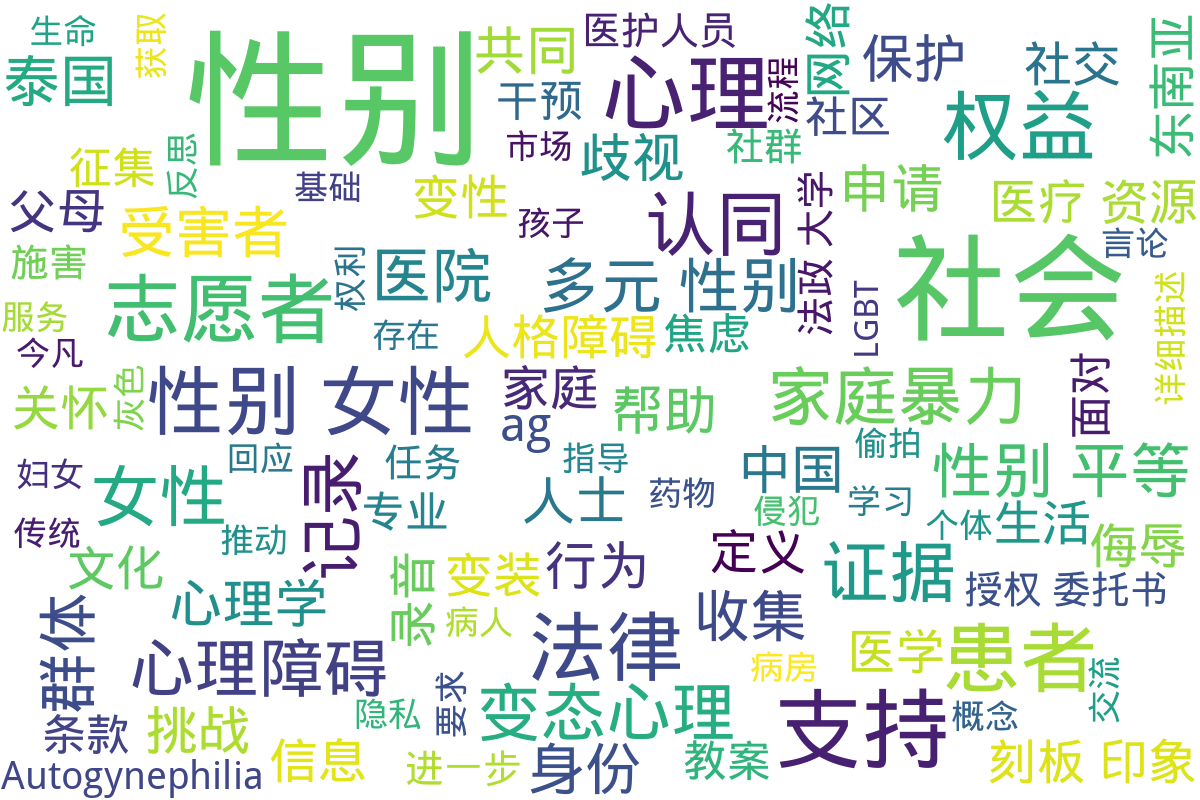 生命
获取
性别
共同
医护人员
网络
保护
社交
东南亚
泰国
心理
流程
干预
社区
权益
市场
歧视
社群
征集
反思
基础
变性
父母
受害者
孩子
认同
大学
申请
医疗 资源
言论
施害
志愿者
权利
医院
多元 性别
法政
LGBT
社会
详细描述
服务
今凡
存在
人格障碍
焦虑
关怀
灰色
性别 女性
家庭
ag
帮助
家庭暴力
面对
妇女
回应
任务
指导
中国
偷拍
性别 平等
女性
记录
专业
人士
药物
侵犯
学习
个体
生活
侮辱
传统
推动
文化
录音
变装
行为
定义
证据
授权 委托书
心理学
病人
收集
群体
心理障碍
法律
病房
医学
患者
条款
挑战
隐私
要求
变态心理
支持
概念
交流
Autogynephilia
信息
进一步
身份
教案
刻板 印象